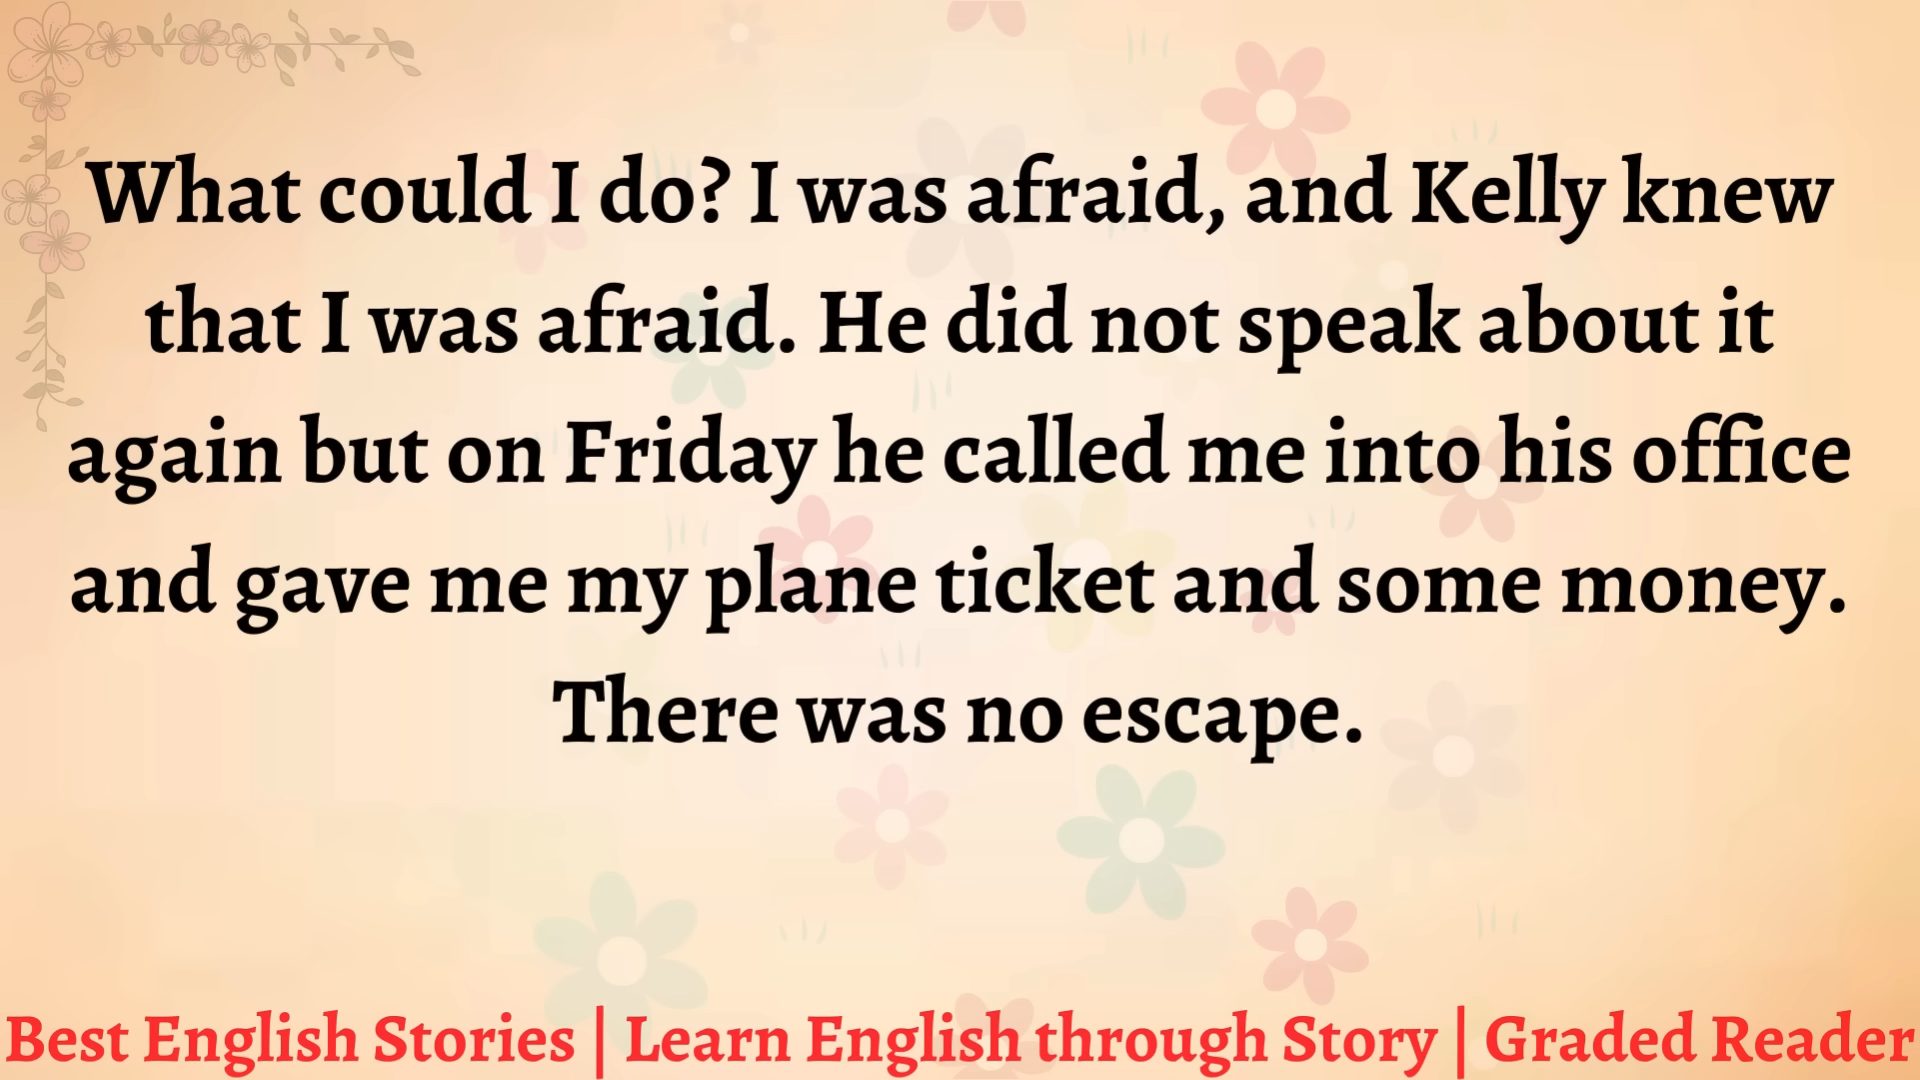 What could I do? I was afraid, and Kelly knew
that I was afraid. He did not speak about it
again but on Friday he called me into his office
and gave me my plane ticket and some money.
There was no escape.
Best English Stories | Learn English through Story | Graded Reader